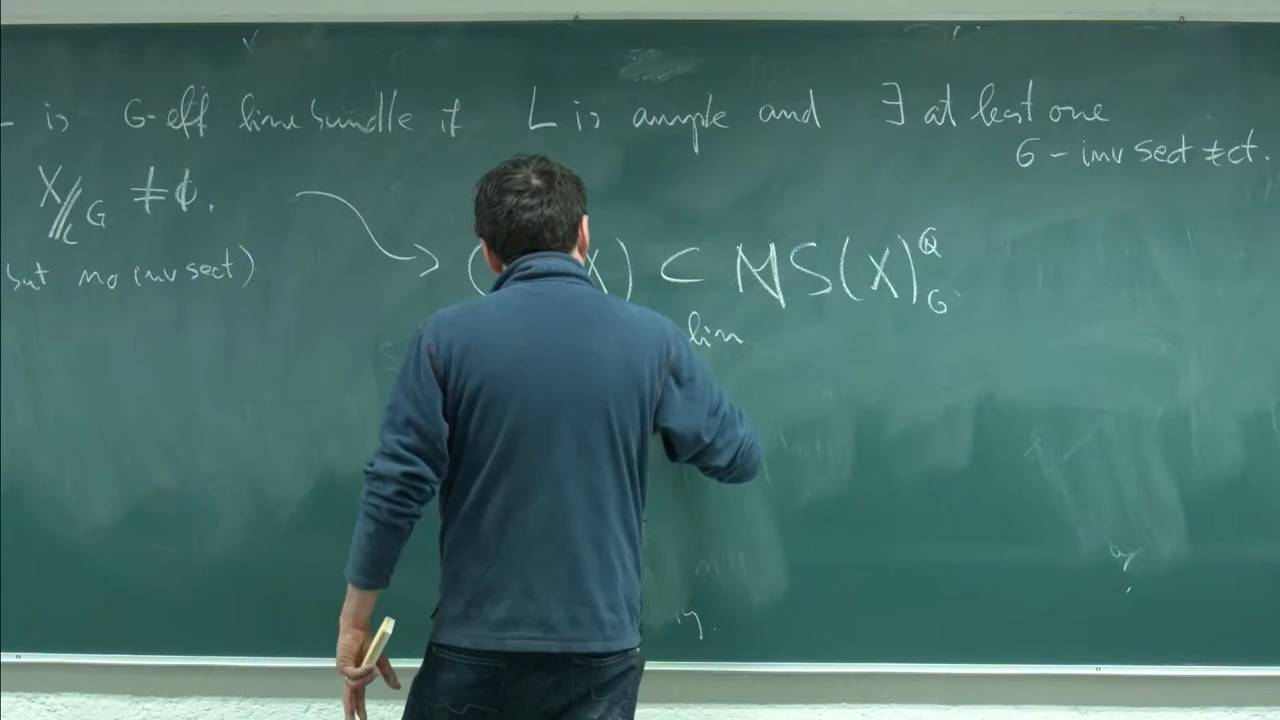 L is G-eff line bundle if L is ample and ∃ at least one
G-inv sect ≠ ct.
X//_L G ≠ ∅.
but no inv sect)
X) ⊂ NS(X)^Q_G
lin